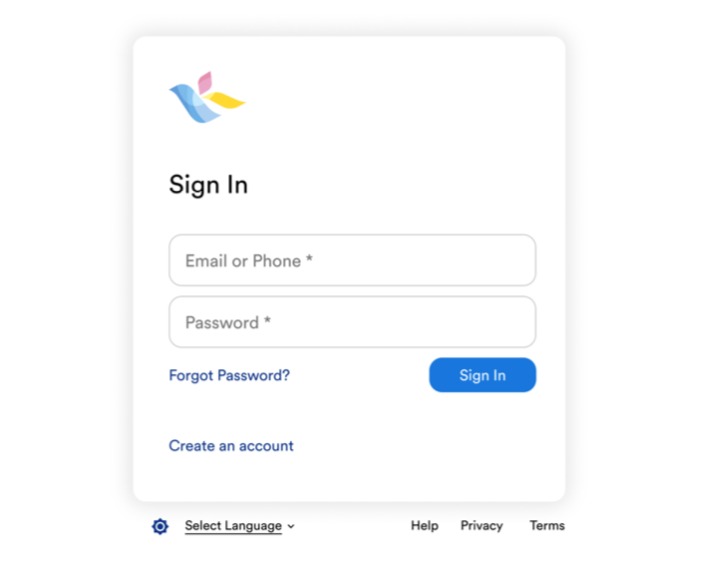 Sign In
Email or Phone *
Password *
Forgot Password? Sign In
Create an account
Select Language Help Privacy Terms